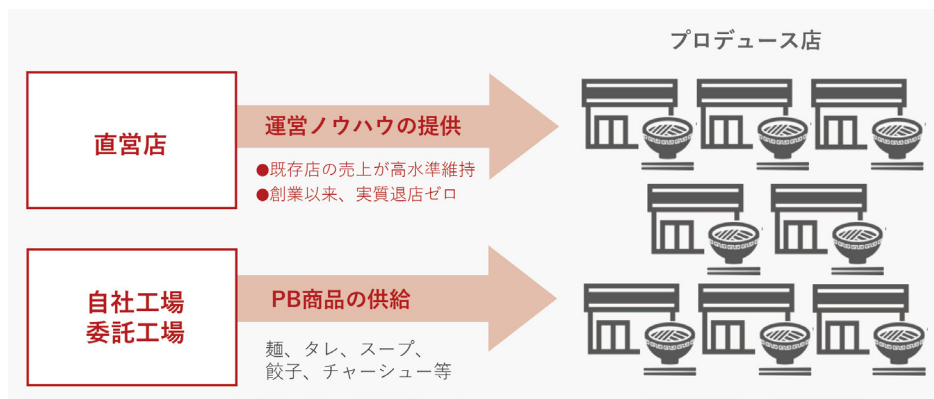 プロデュース店
直営店
運営ノウハウの提供
●既存店の売上が高水準維持
●創業以来、実質退店ゼロ
自社工場
委託工場
PB商品の供給
麺、タレ、スープ、
餃子、チャーシュー等